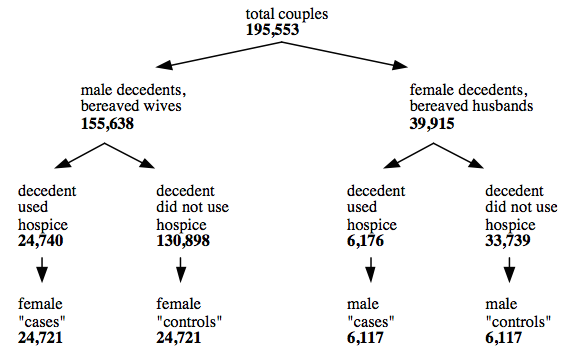 total couples
195,553
male decedents,
bereaved wives
155,638
female decedents,
bereaved husbands
39,915
decedent
used
hospice
24,740
decedent
did not use
hospice
130,898
decedent
used
hospice
6,176
decedent
did not use
hospice
33,739
female
"cases"
24,721
female
"controls"
24,721
male
"cases"
6,117
male
"controls"
6,117